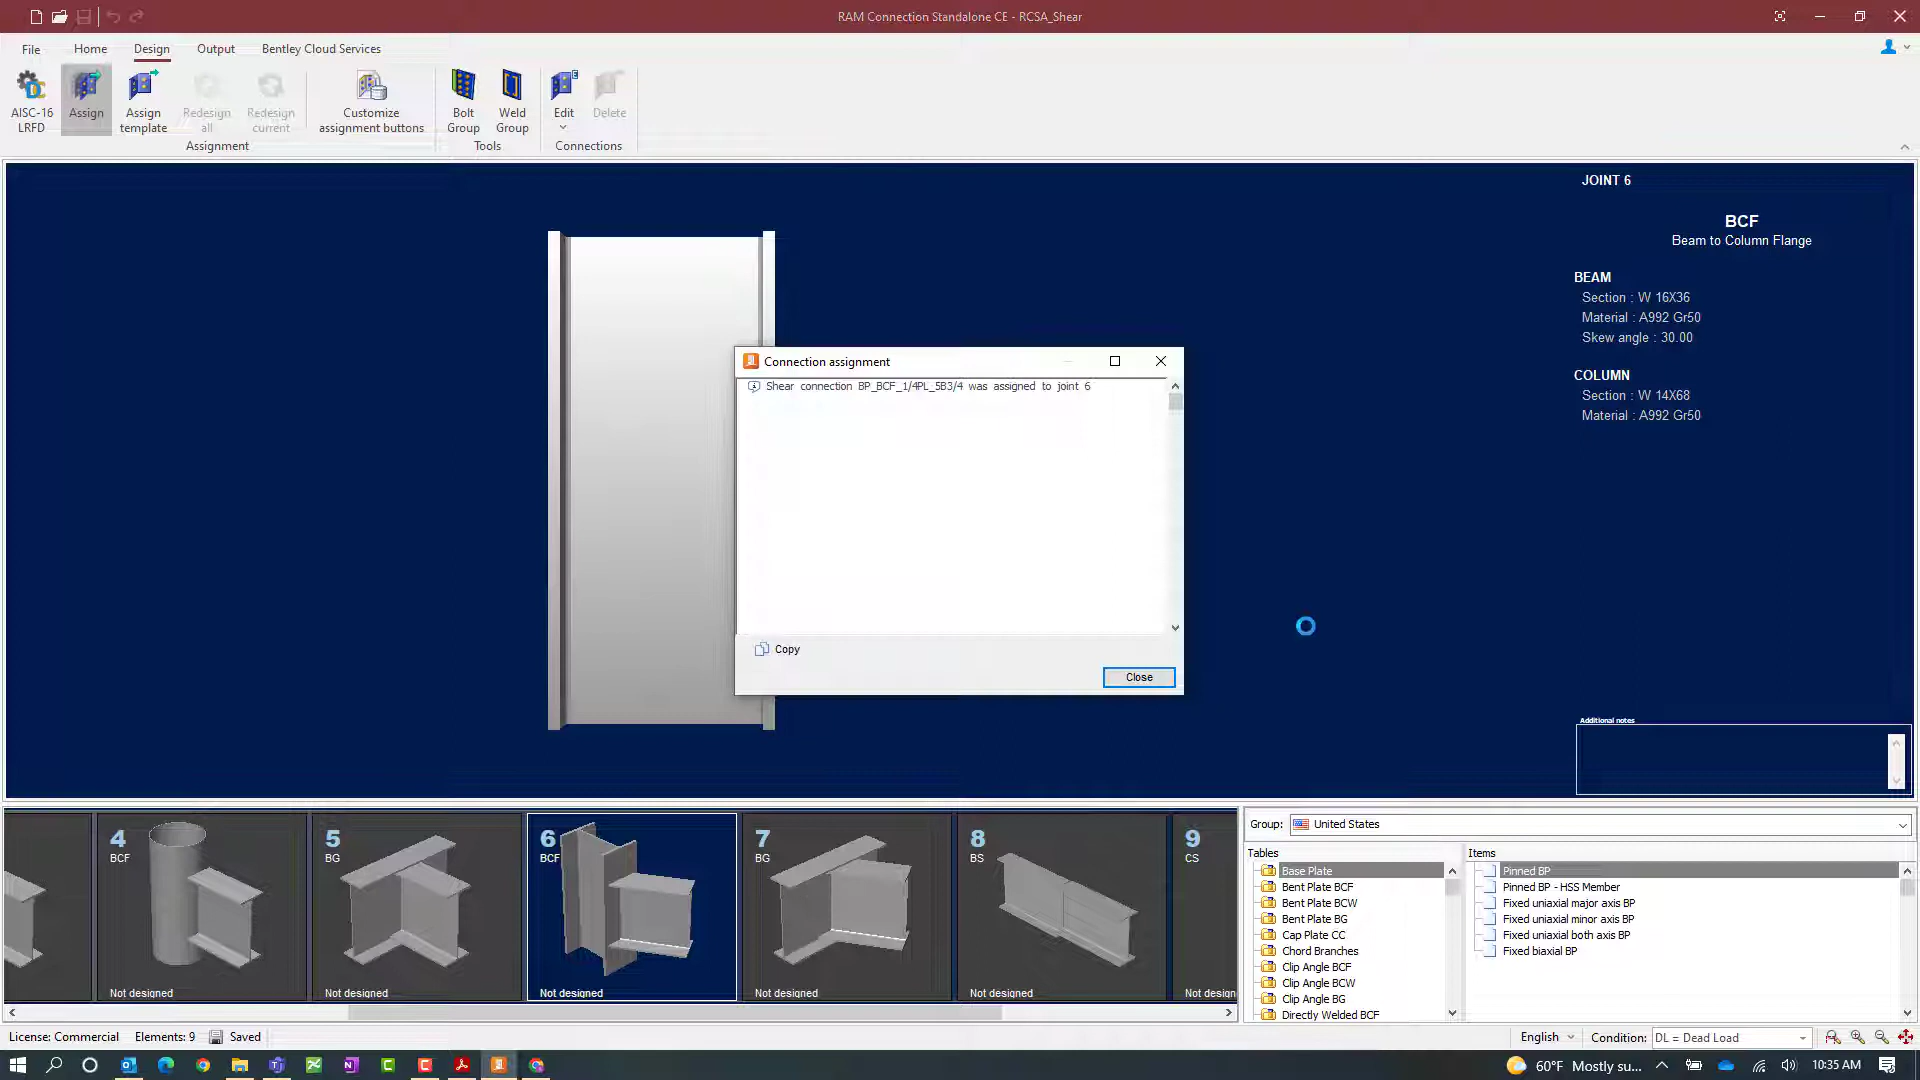 RAM Connection Standalone CE - RCSA_Shear
File Home Design Output Bentley Cloud Services
AISC-16 LRFD
Assign
Assign template
Redesign all
Redesign current
Customize assignment buttons
Bolt Group
Weld Group
Edit
Delete
Assignment Tools Connections
JOINT 6
BCF
Beam to Column Flange
BEAM
Section : W 16X36
Material : A992 Gr50
Skew angle : 30.00
COLUMN
Section : W 14X68
Material : A992 Gr50
Connection assignment
Shear connection BP_BCF_1/4PL_5B3/4 was assigned to joint 6
Copy
Close
Additional notes
4
BCF
Not designed
5
BG
Not designed
6
BCF
Not designed
7
BG
Not designed
8
BS
Not designed
9
CS
Not design
Group: United States
Tables
Base Plate
Bent Plate BCF
Bent Plate BCW
Bent Plate BG
Cap Plate CC
Chord Branches
Clip Angle BCF
Clip Angle BCW
Clip Angle BG
Directly Welded BCF
Items
Pinned BP
Pinned BP - HSS Member
Fixed uniaxial major axis BP
Fixed uniaxial minor axis BP
Fixed uniaxial both axis BP
Fixed biaxial BP
License: Commercial Elements: 9 Saved
English Condition: DL = Dead Load
60°F Mostly su... 10:35 AM